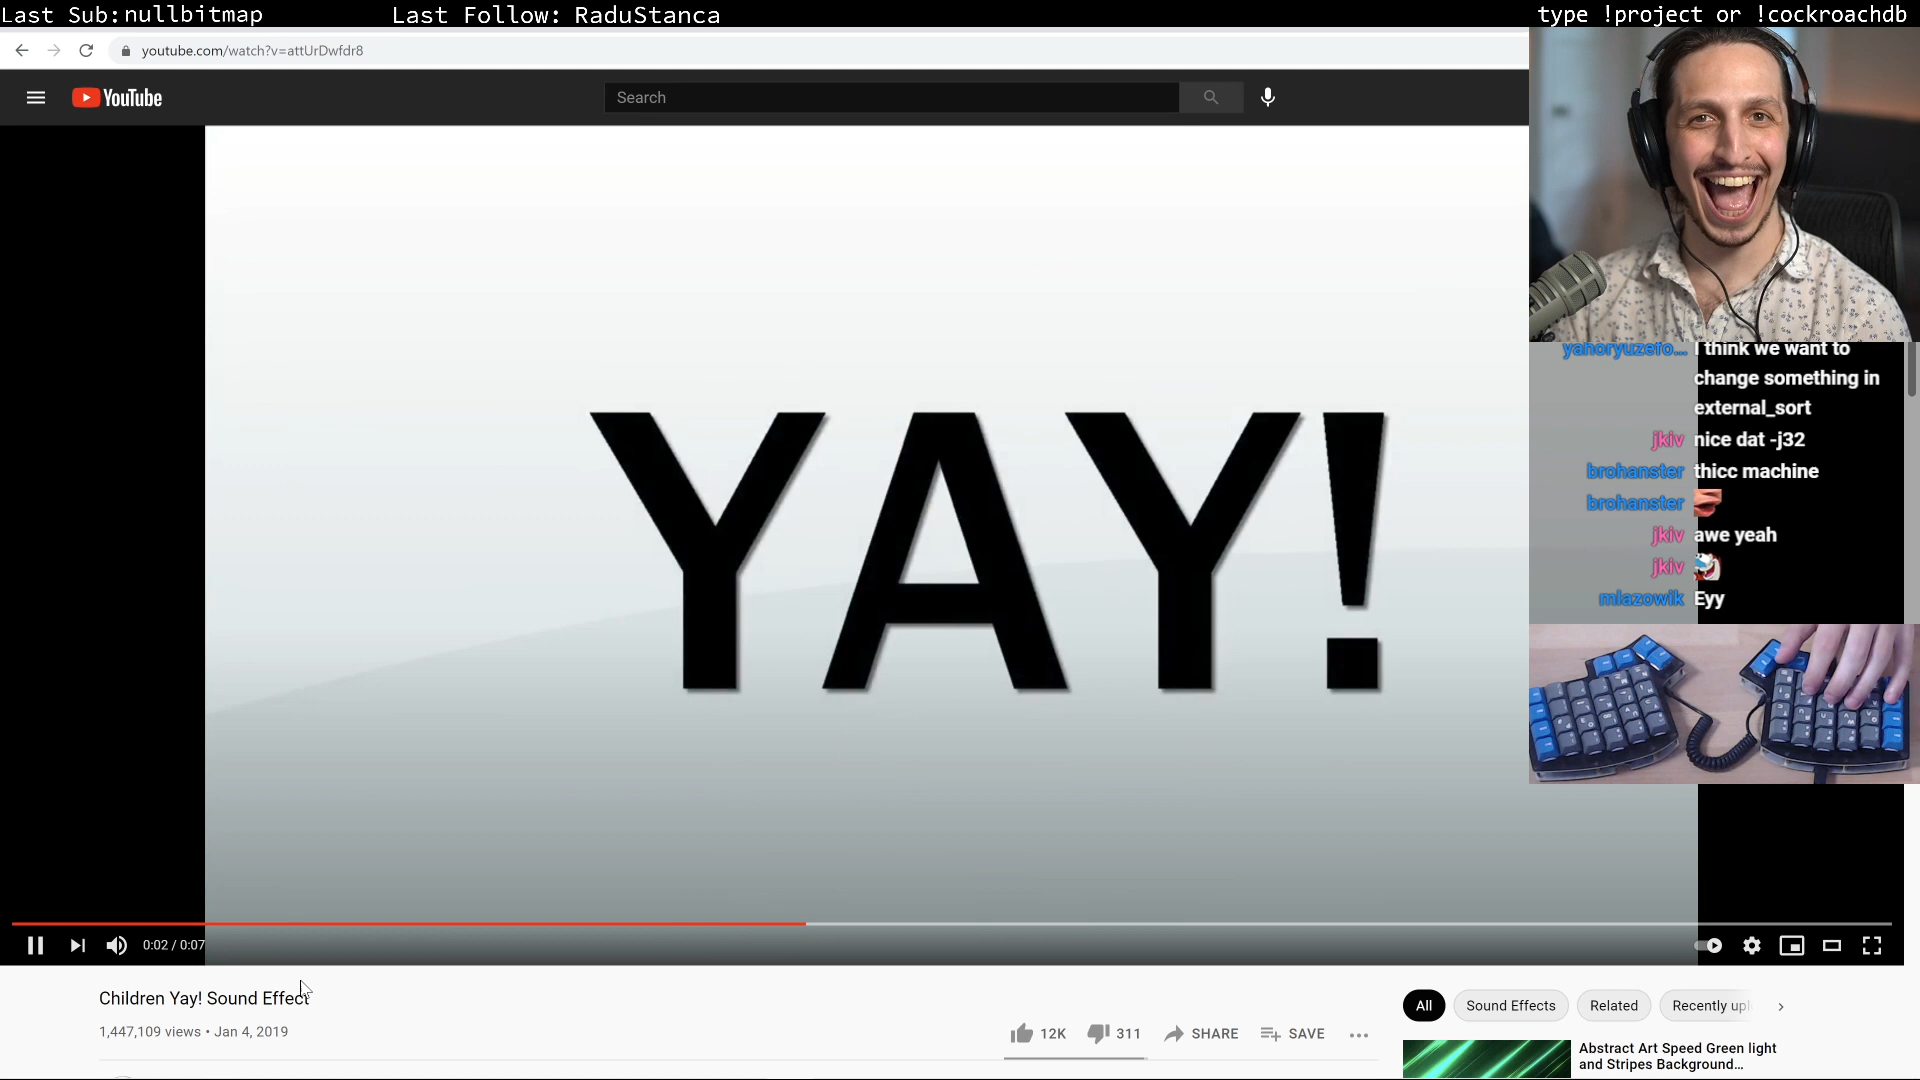 Last Sub:nullbitmap
Last Follow: RaduStanca
type !project or !cockroachdb
youtube.com/watch?v=attUrDwfdr8
YouTube
Search
YAY!
yahoryuzefo... I think we want to
change something in
external_sort
jkiv nice dat -j32
brohanster thicc machine
brohanster
jkiv awe yeah
jkiv
mlazowik Eyy
0:02 / 0:07
Children Yay! Sound Effect
1,447,109 views • Jan 4, 2019
12K
311
SHARE
SAVE
All
Sound Effects
Related
Recently upl
Abstract Art Speed Green light
and Stripes Background...